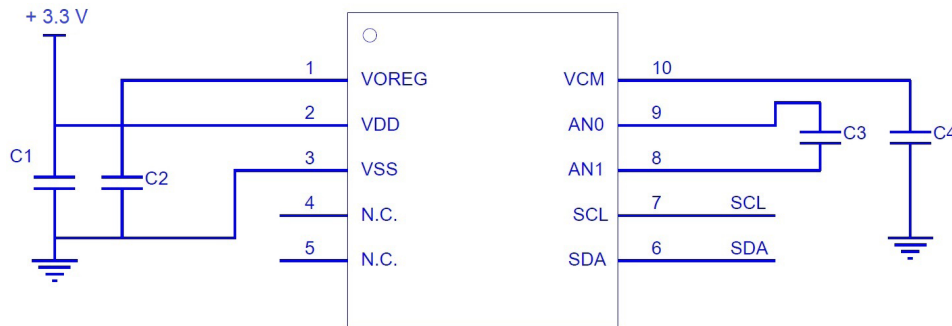 + 3.3 V
1 VOREG VCM 10
2 VDD AN0 9
C3 C4
C1 C2
3 VSS AN1 8
4 N.C. SCL 7 SCL
5 N.C. SDA 6 SDA